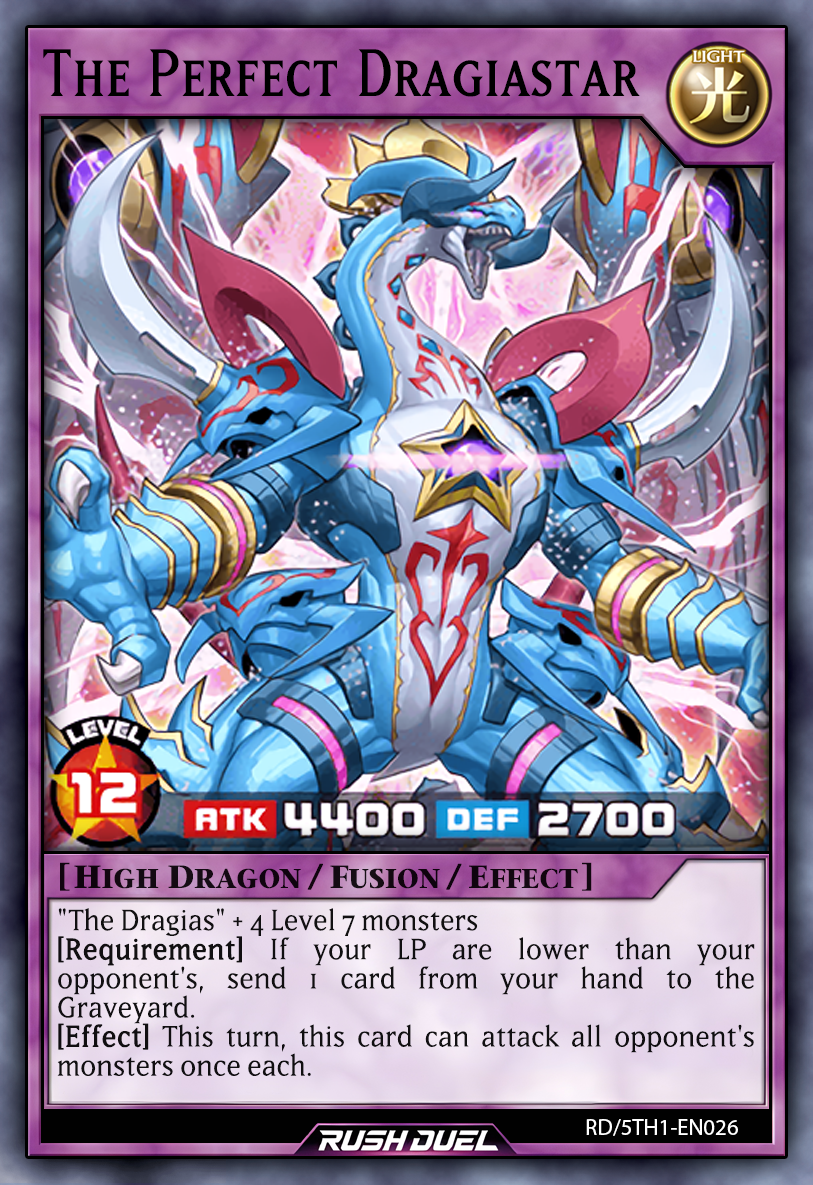 The Perfect Dragiastar
LIGHT
光
LEVEL
12
ATK 4400 DEF 2700
[High Dragon / Fusion / Effect]
"The Dragias" + 4 Level 7 monsters
[Requirement] If your LP are lower than your
opponent's, send 1 card from your hand to the
Graveyard.
[Effect] This turn, this card can attack all opponent's
monsters once each.
RD/5TH1-EN026
RUSH DUEL